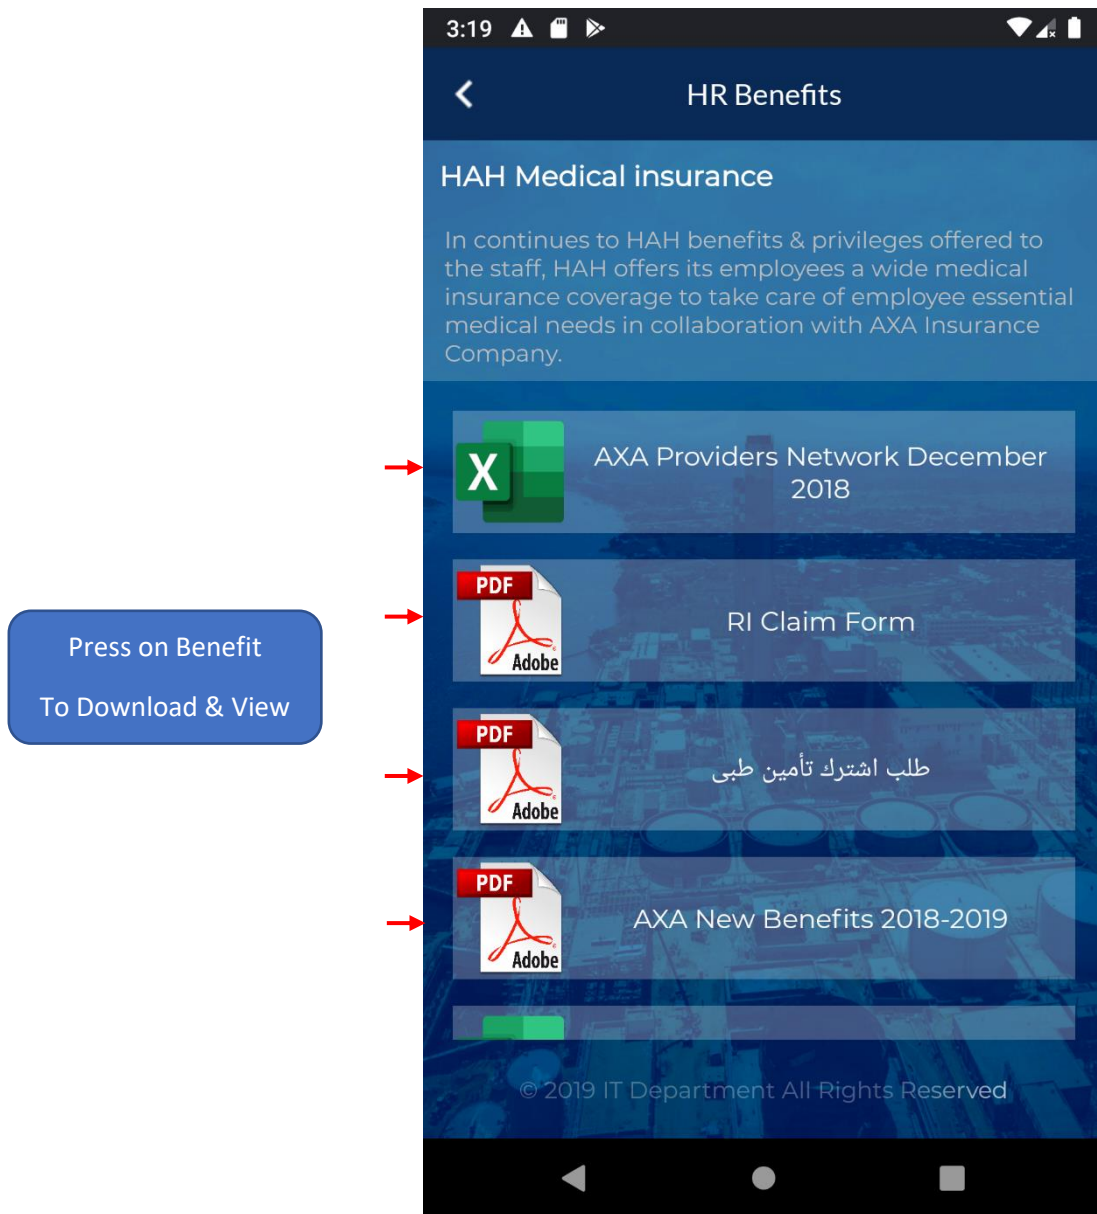 3:19
HR Benefits
HAH Medical insurance
In continues to HAH benefits & privileges offered to
the staff, HAH offers its employees a wide medical
insurance coverage to take care of employee essential
medical needs in collaboration with AXA Insurance
Company.
X
AXA Providers Network December
2018
PDF
Adobe
RI Claim Form
Press on Benefit
To Download & View
PDF
Adobe
طلب اشترك تأمين طبى
PDF
Adobe
AXA New Benefits 2018-2019
© 2019 IT Department All Rights Reserved